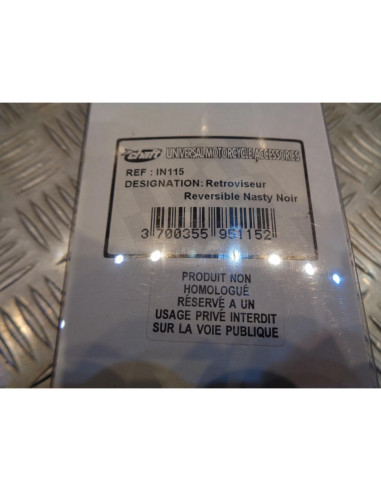 Chaft UNIVERSAL MOTORCYCLE ACCESSORIES
REF : IN115
DESIGNATION: Retroviseur
Reversible Nasty Noir
3 700355 951152
PRODUIT NON
HOMOLOGUÉ
RÉSERVÉ A UN
USAGE PRIVÉ INTERDIT
SUR LA VOIE PUBLIQUE